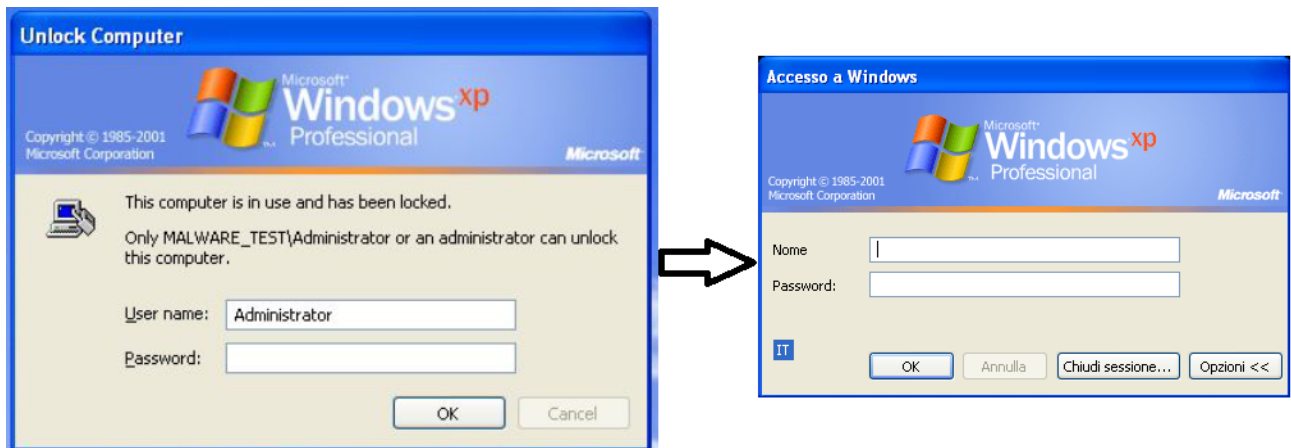 Unlock Computer
Microsoft®
Windows xp
Professional
Copyright © 1985-2001
Microsoft Corporation
Microsoft
This computer is in use and has been locked.
Only MALWARE_TEST\Administrator or an administrator can unlock
this computer.
User name: Administrator
Password:
OK Cancel
Accesso a Windows
Microsoft®
Windows xp
Professional
Copyright © 1985-2001
Microsoft Corporation
Microsoft
Nome
Password:
IT
OK Annulla Chiudi sessione... Opzioni <<